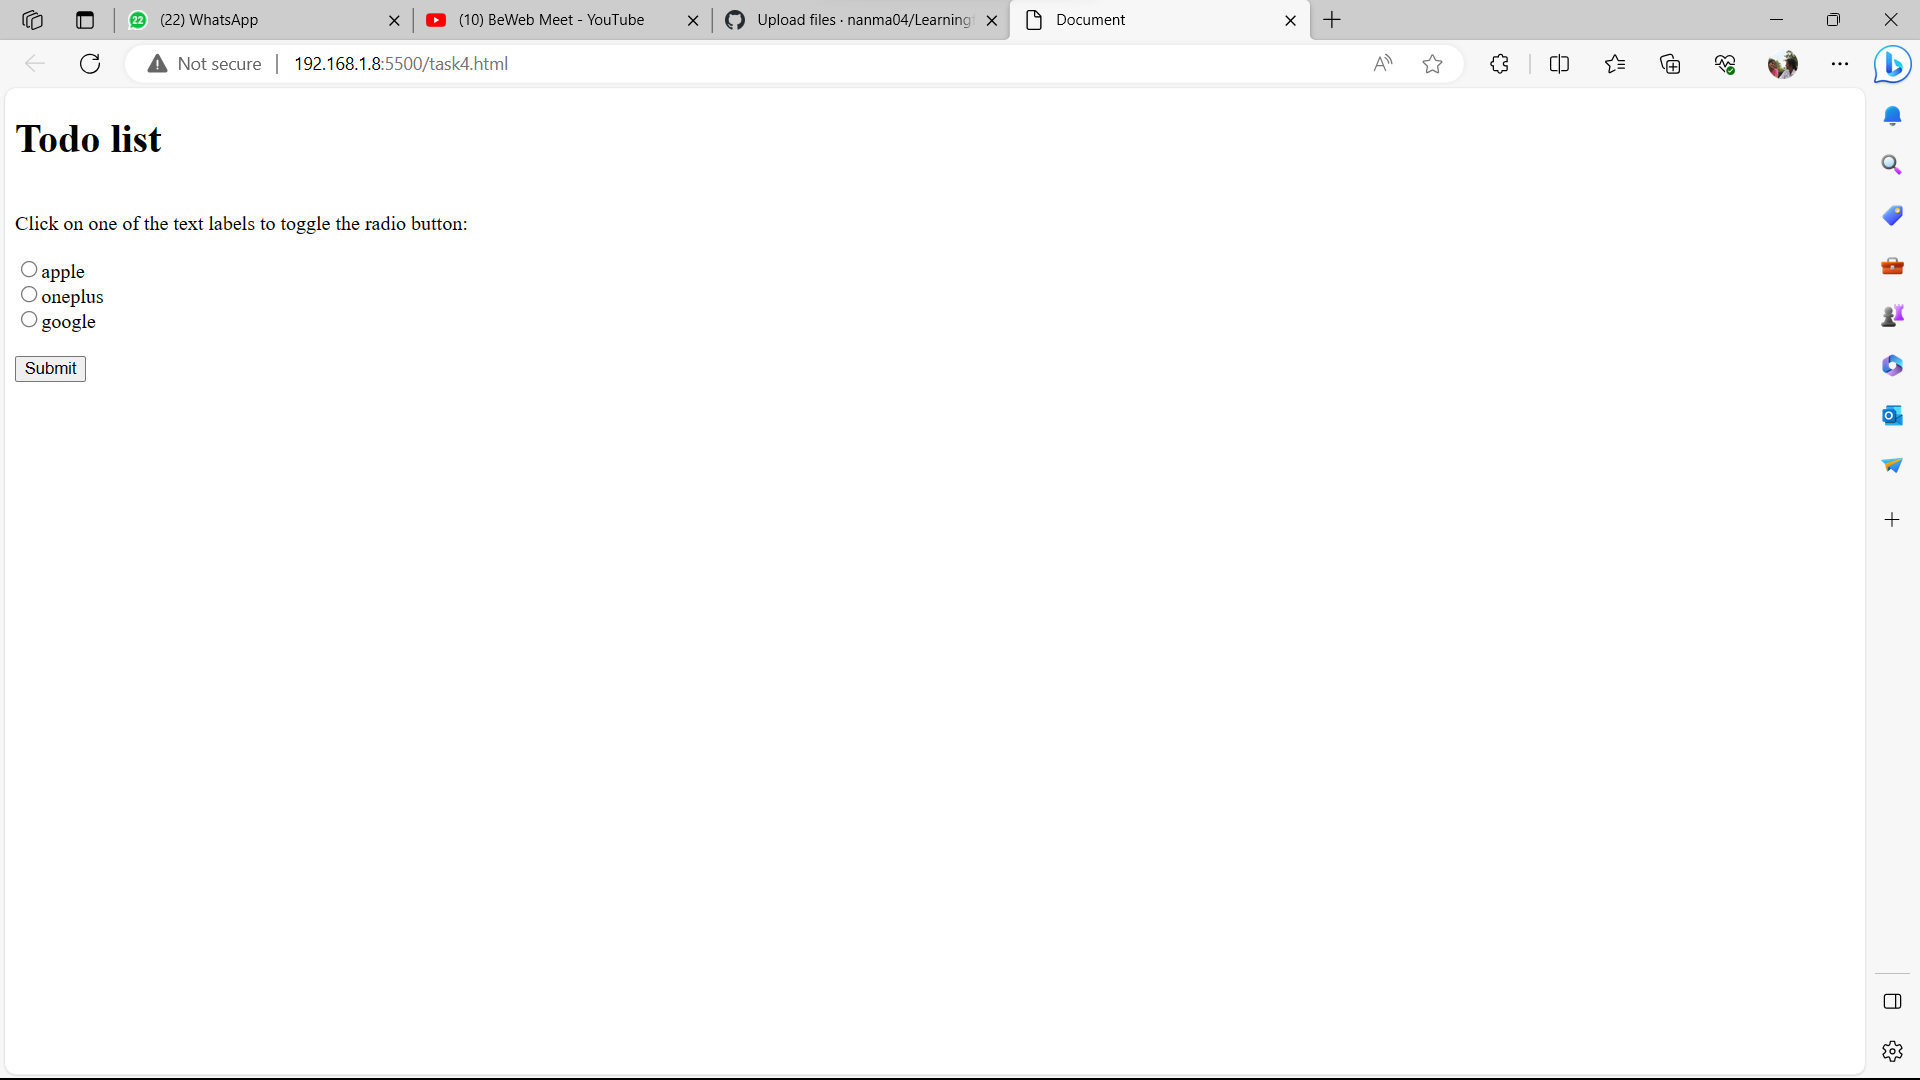 22 (22) WhatsApp
(10) BeWeb Meet - YouTube
Upload files · nanma04/Learning
Document
Not secure
192.168.1.8:5500/task4.html
Todo list
Click on one of the text labels to toggle the radio button:
apple
oneplus
google
Submit